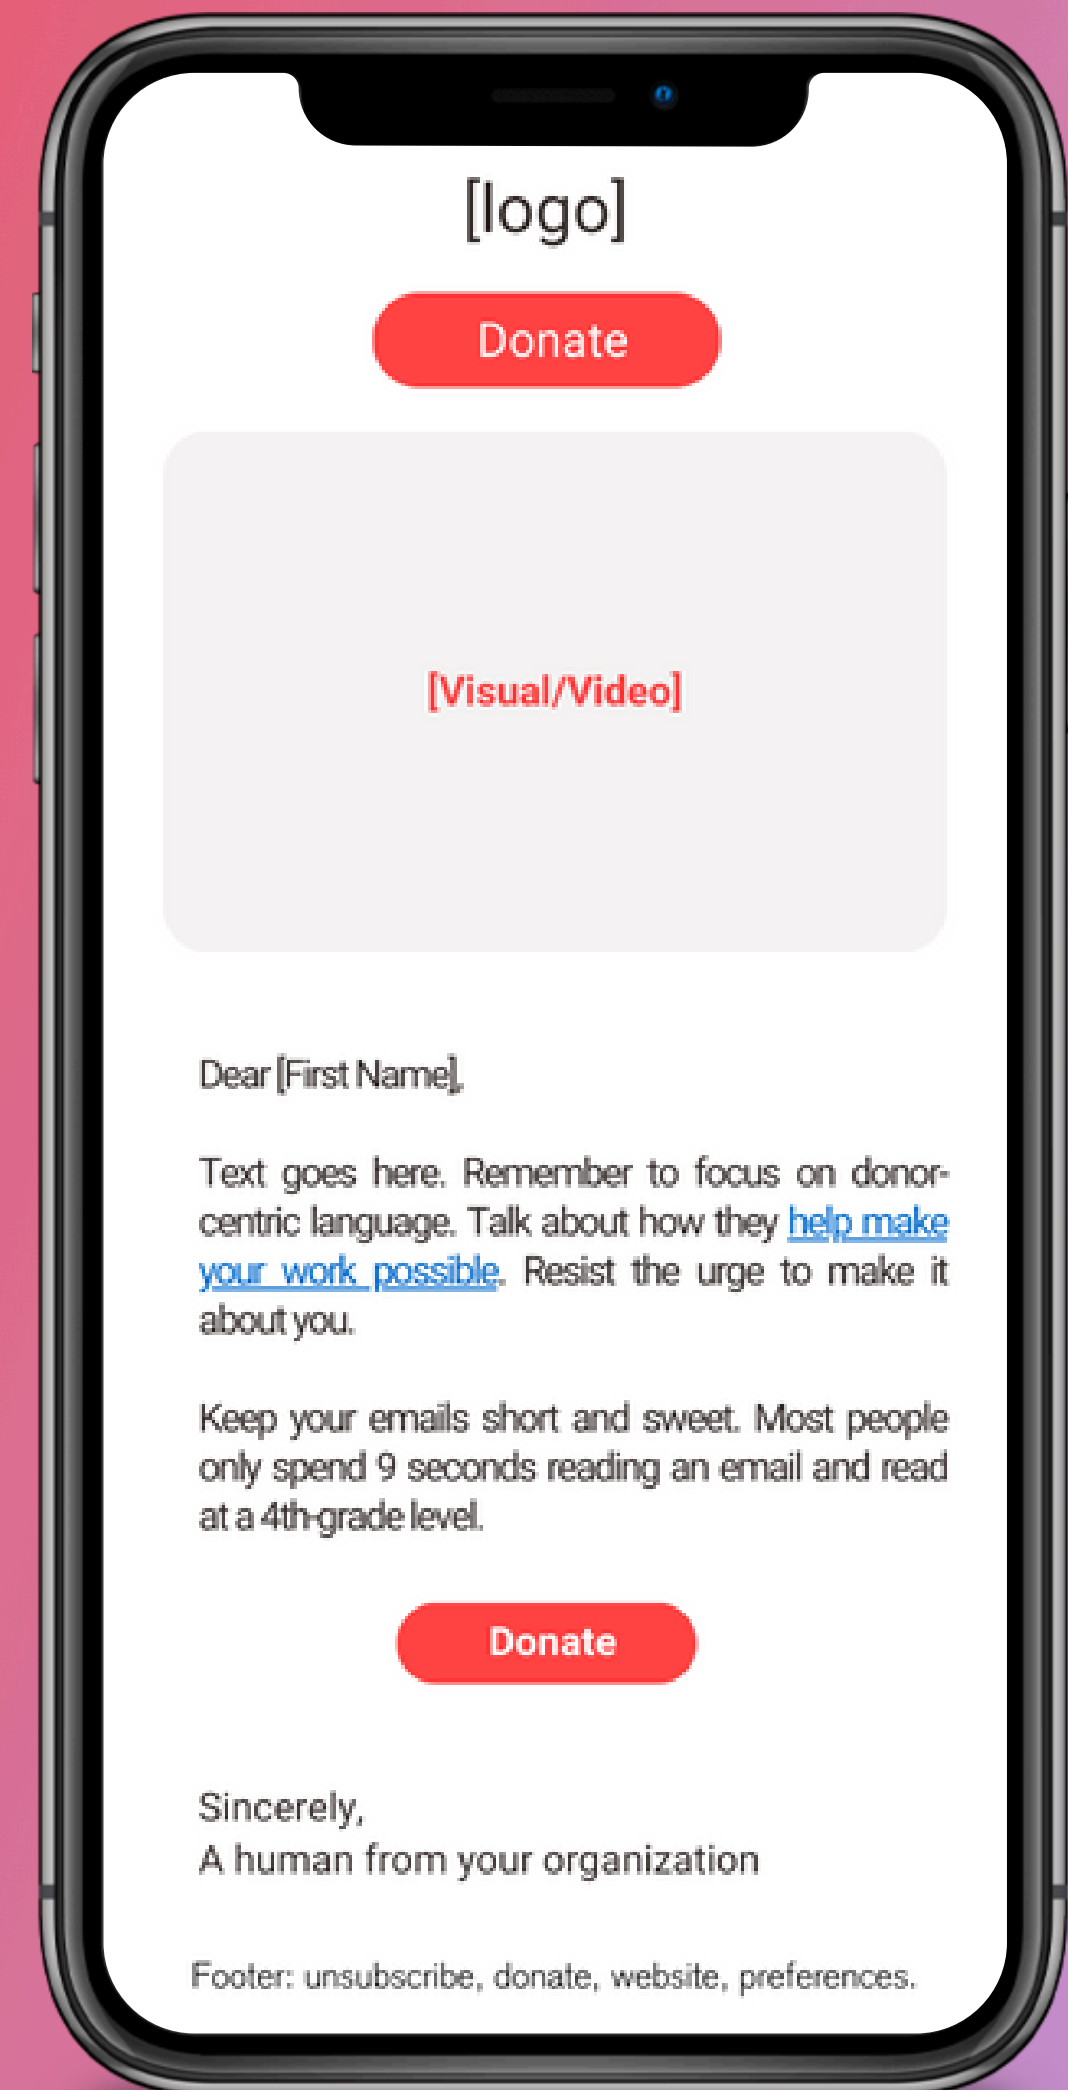 [logo]
Donate
[Visual/Video]
Dear [First Name],
Text goes here. Remember to focus on donor-
centric language. Talk about how they help make
your work possible. Resist the urge to make it
about you.
Keep your emails short and sweet. Most people
only spend 9 seconds reading an email and read
at a 4th-grade level.
Donate
Sincerely,
A human from your organization
Footer: unsubscribe, donate, website, preferences.